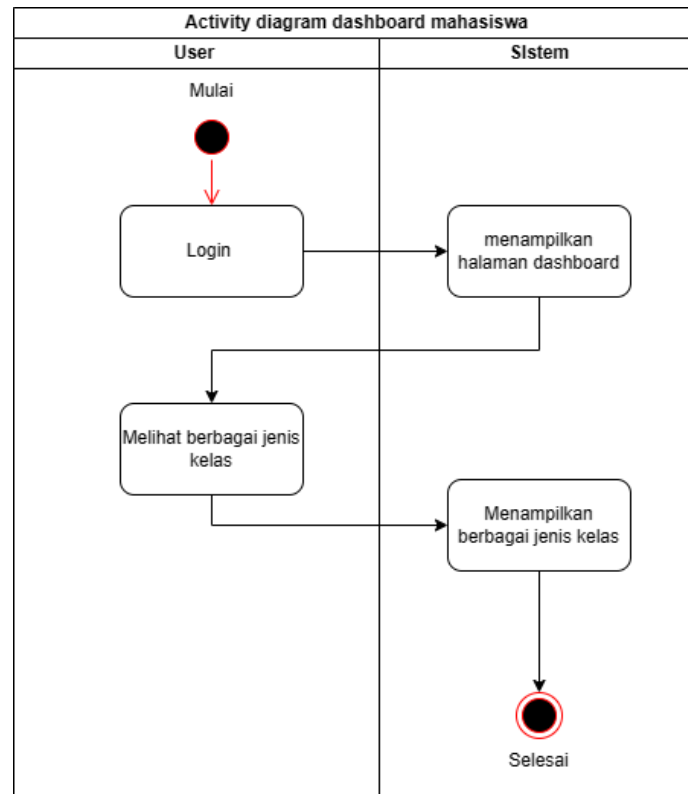 Activity diagram dashboard mahasiswa
User
SIstem
Mulai
Login
menampilkan
halaman dashboard
Melihat berbagai jenis
kelas
Menampilkan
berbagai jenis kelas
Selesai